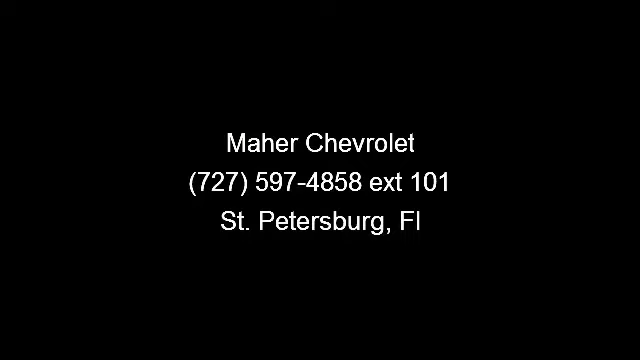 Maher Chevrolet
(727) 597-4858 ext 101
St. Petersburg, Fl